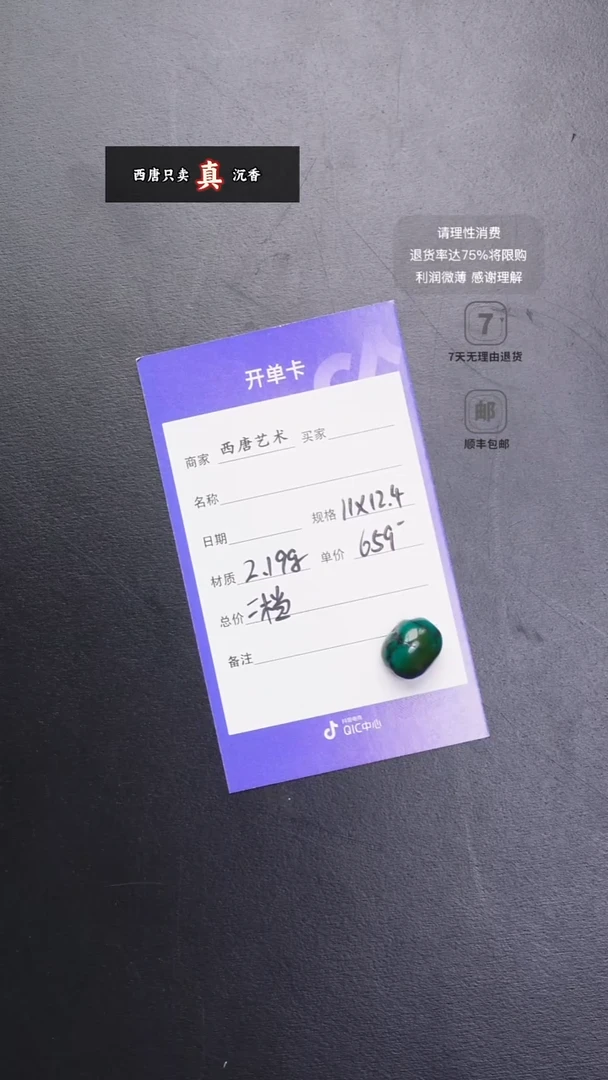 西唐只卖真沉香
请理性消费
退货率达75%将限购
利润微薄 感谢理解
7
7天无理由退货
邮
顺丰包邮
开单卡
商家 西唐艺术 买家
名称
日期 规格 11X12.4
材质 2.19g 单价 659-
总价 二档
备注
抖音电商
QIC中心